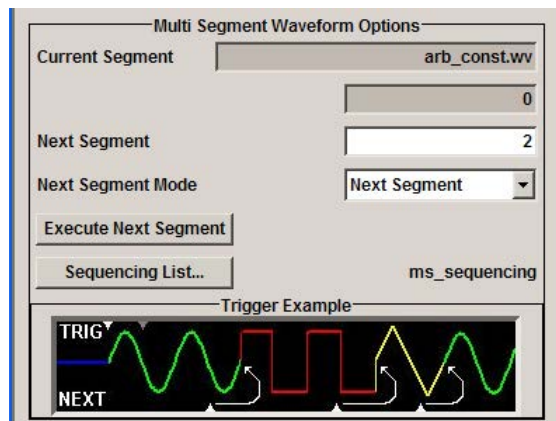 Multi Segment Waveform Options
Current Segment arb_const.wv
0
Next Segment 2
Next Segment Mode Next Segment
Execute Next Segment
Sequencing List... ms_sequencing
Trigger Example
TRIG
NEXT